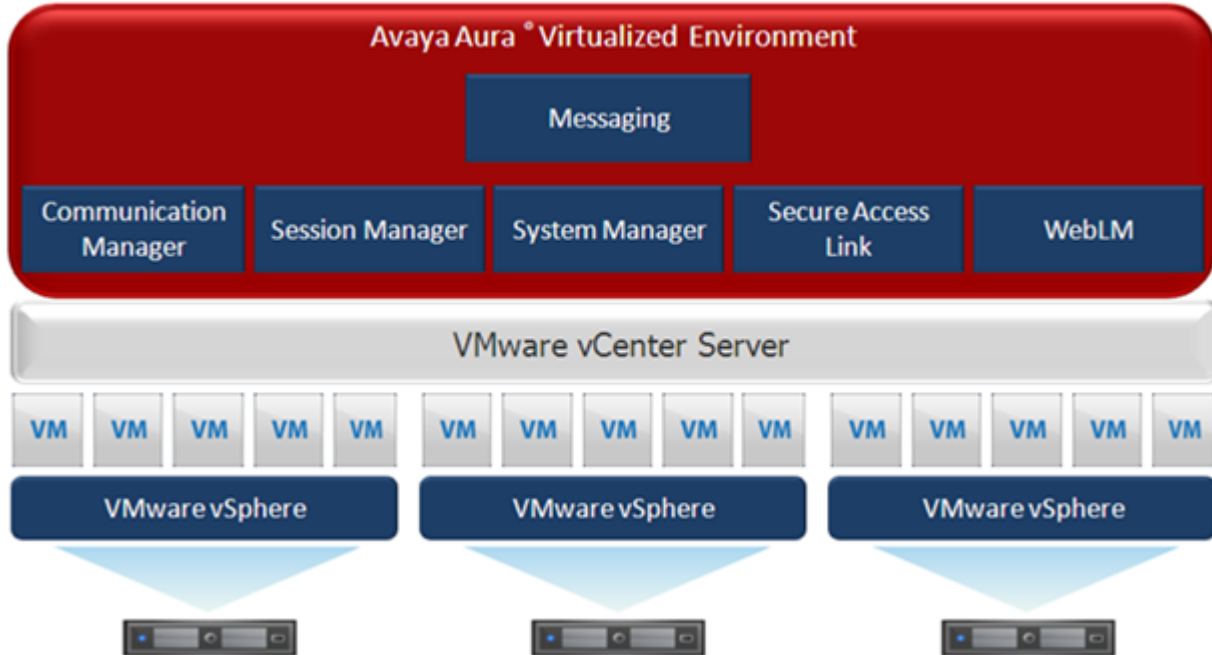 Avaya Aura ® Virtualized Environment
Messaging
Communication
Manager
Session Manager
System Manager
Secure Access
Link
WebLM
VMware vCenter Server
VM VM VM VM VM VM VM VM VM VM VM VM VM VM VM
VMware vSphere VMware vSphere VMware vSphere